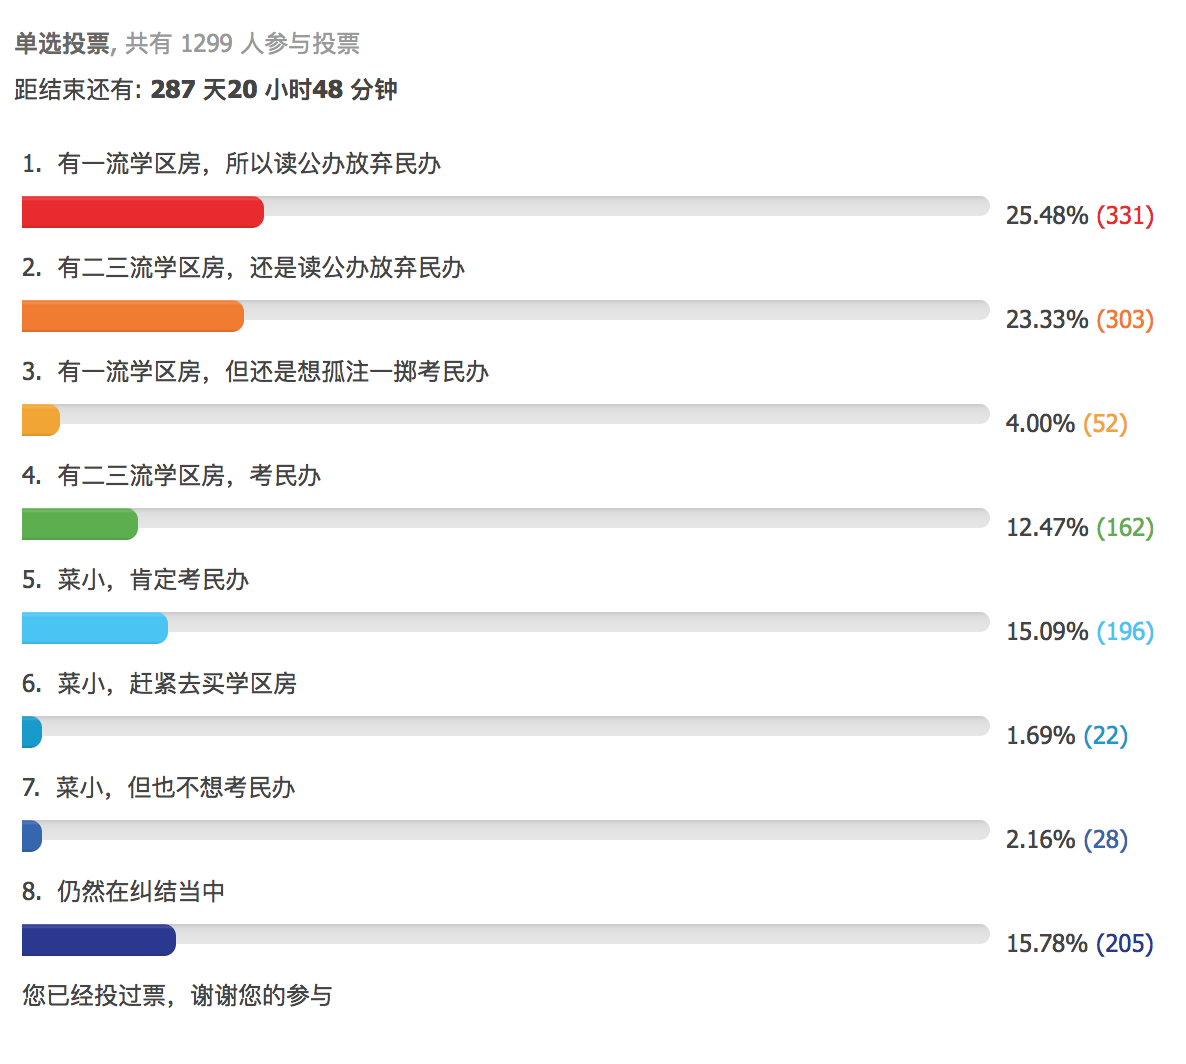 单选投票, 共有 1299 人参与投票
距结束还有: 287 天20 小时48 分钟
1. 有一流学区房，所以读公办放弃民办
25.48% (331)
2. 有二三流学区房，还是读公办放弃民办
23.33% (303)
3. 有一流学区房，但还是想孤注一掷考民办
4.00% (52)
4. 有二三流学区房，考民办
12.47% (162)
5. 菜小，肯定考民办
15.09% (196)
6. 菜小，赶紧去买学区房
1.69% (22)
7. 菜小，但也不想考民办
2.16% (28)
8. 仍然在纠结当中
15.78% (205)
您已经投过票，谢谢您的参与